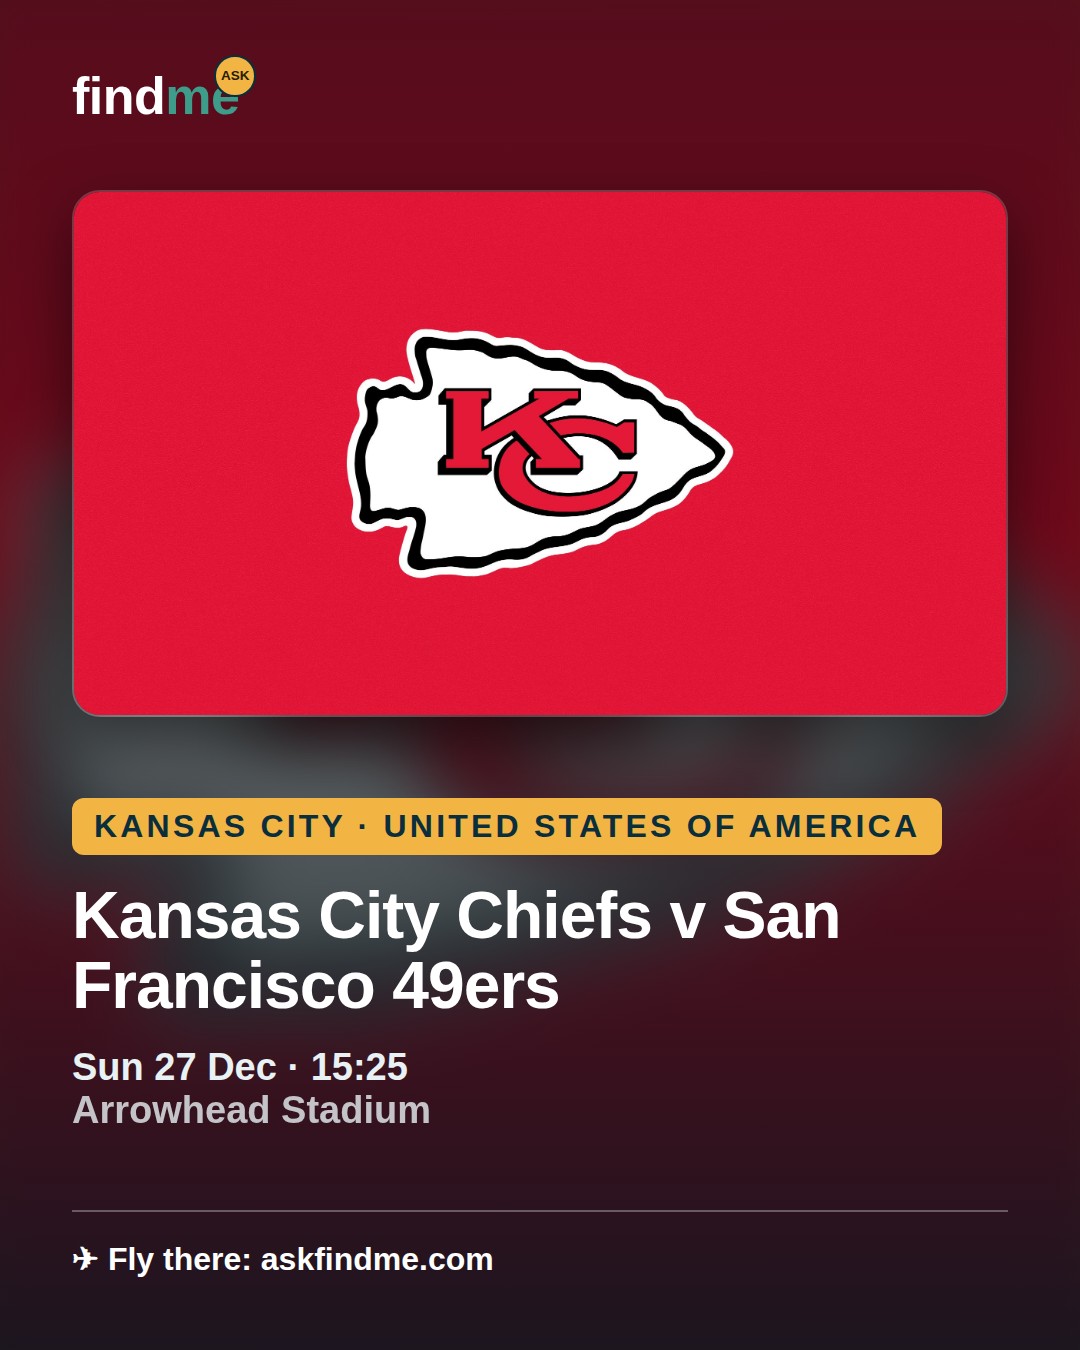 findme
ASK
KC
KANSAS CITY · UNITED STATES OF AMERICA
Kansas City Chiefs v San
Francisco 49ers
Sun 27 Dec · 15:25
Arrowhead Stadium
✈ Fly there: askfindme.com